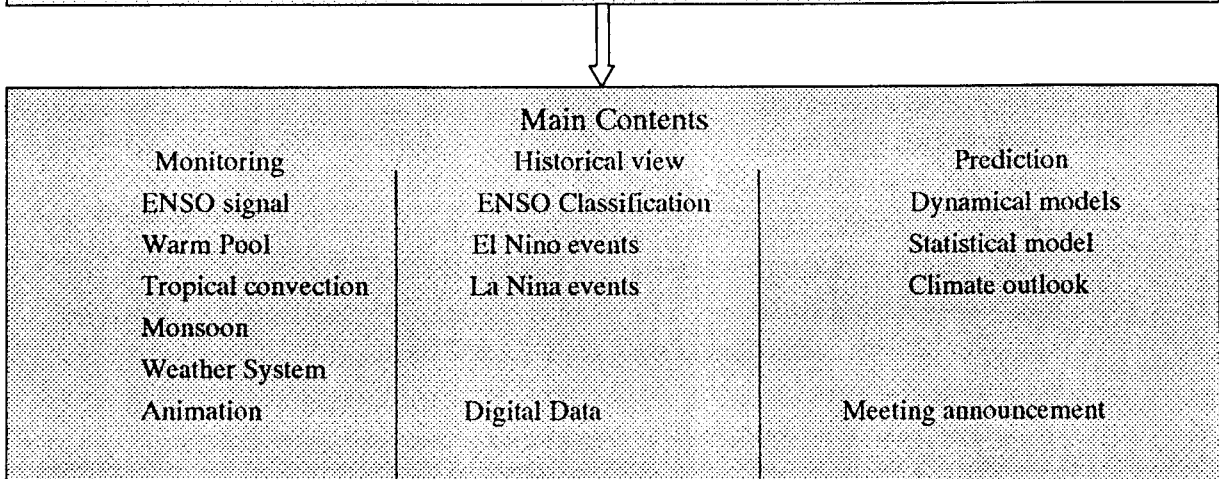 Main Contents
Monitoring
ENSO signal
Warm Pool
Tropical convection
Monsoon
Weather System
Animation
Historical view
ENSO Classification
El Nino events
La Nina events
Digital Data
Prediction
Dynamical models
Statistical model
Climate outlook
Meeting announcement